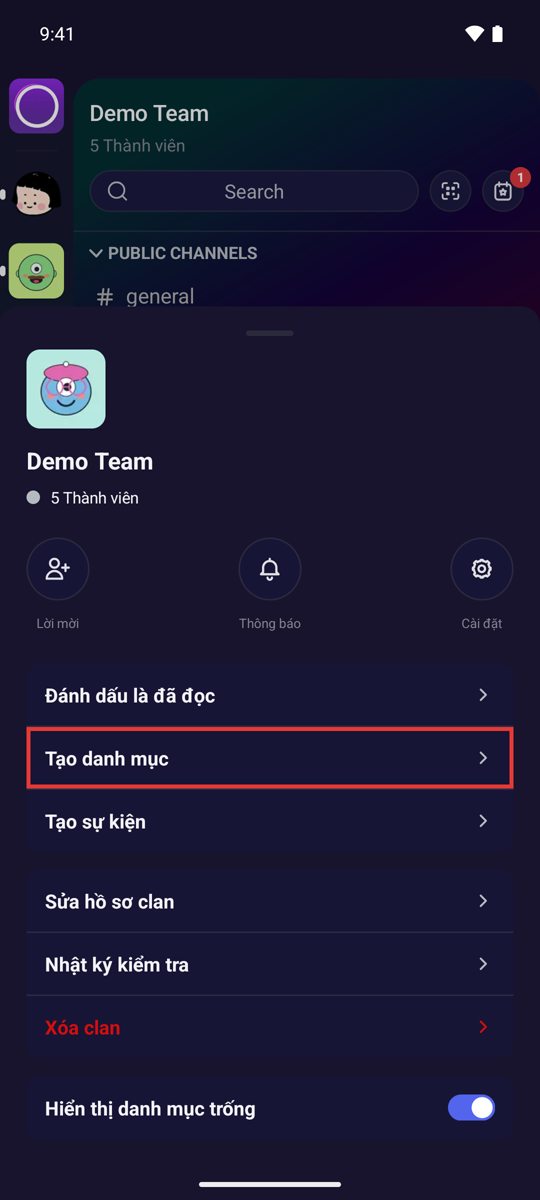 9:41
Demo Team
5 Thành viên
Search
1
PUBLIC CHANNELS
# general
Demo Team
5 Thành viên
Lời mời
Thông báo
Cài đặt
Đánh dấu là đã đọc
Tạo danh mục
Tạo sự kiện
Sửa hồ sơ clan
Nhật ký kiểm tra
Xóa clan
Hiển thị danh mục trống